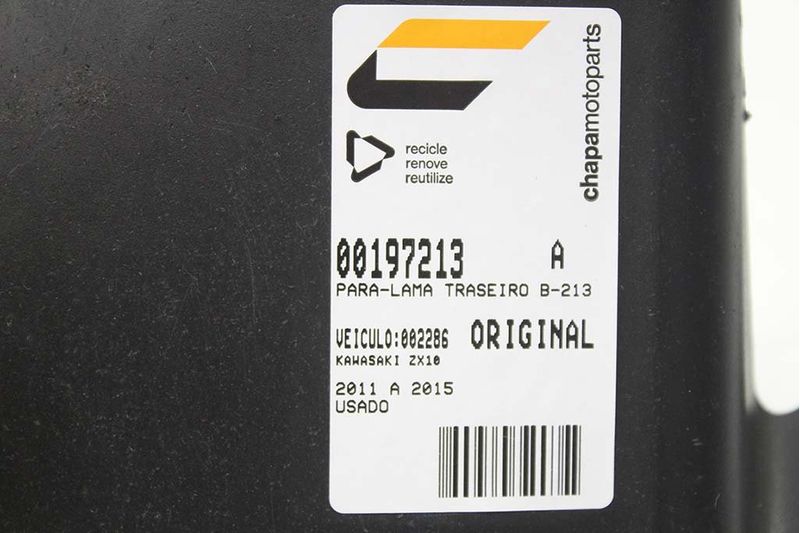 chapamotoparts
recicle
renove
reutilize
00197213 A
PARA-LAMA TRASEIRO B-213
VEICULO:002286 ORIGINAL
KAWASAKI ZX10
2011 A 2015
USADO